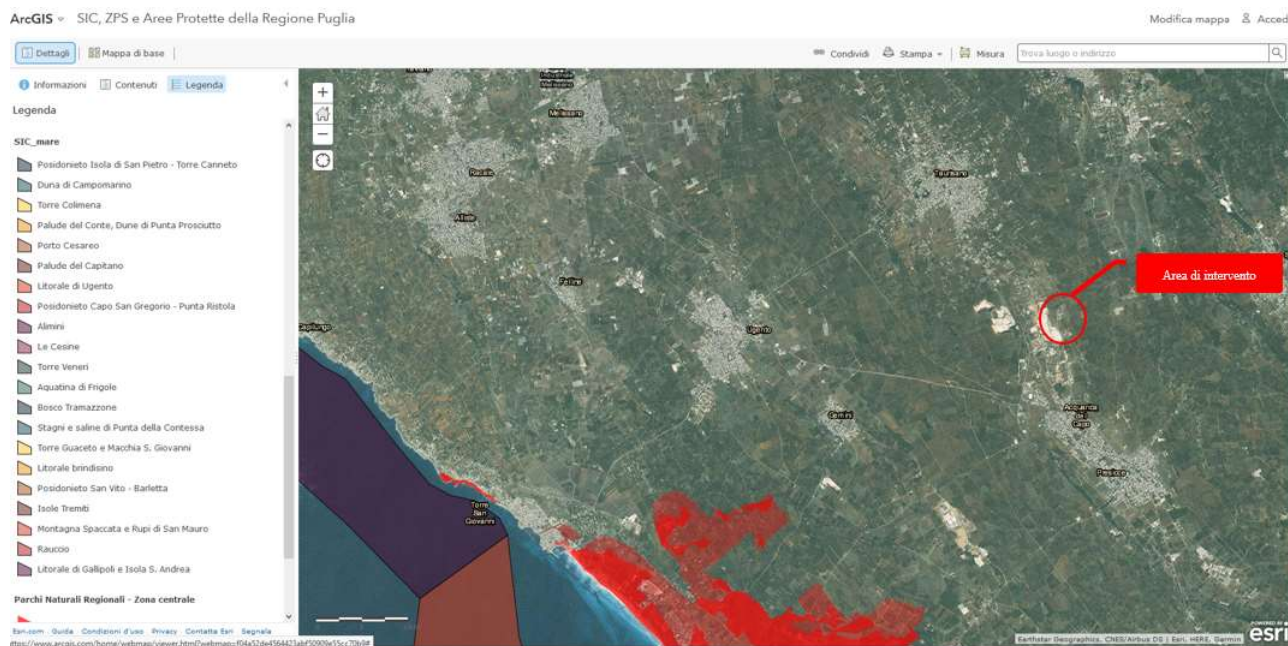 ArcGIS SIC, ZPS e Aree Protette della Regione Puglia
Modifica mappa Acced
Dettagli Mappa di base
Condividi Stampa Misura Trova luogo o indirizzo
Informazioni Contenuti Legenda
Legenda
SIC_mare
Posidonieto Isola di San Pietro - Torre Canneto
Duna di Campomarino
Torre Colimena
Palude del Conte, Dune di Punta Prosciutto
Porto Cesareo
Palude del Capitano
Litorale di Ugento
Posidonieto Capo San Gregorio - Punta Ristola
Alimini
Le Cesine
Torre Veneri
Aquatina di Frigole
Bosco Tramazzone
Stagni e saline di Punta della Contessa
Torre Guaceto e Macchia S. Giovanni
Litorale brindisino
Posidonieto San Vito - Barletta
Isole Tremiti
Montagna Spaccata e Rupi di San Mauro
Rauccio
Litorale di Gallipoli e Isola S. Andrea
Parchi Naturali Regionali - Zona centrale
Esri.com Guida Condizioni d'uso Privacy Contatta Esri Segnala
Industriale
Melissano
Melissano
Racale
Taurisano
Alliste
Felline
Area di intervento
Capilungo
Ugento
Gemini
Acquarica
del
Capo
Presicce
Torre
San
Giovanni
Earthstar Geographics, CNES/Airbus DS | Esri, HERE, Garmin
POWERED BY
esri